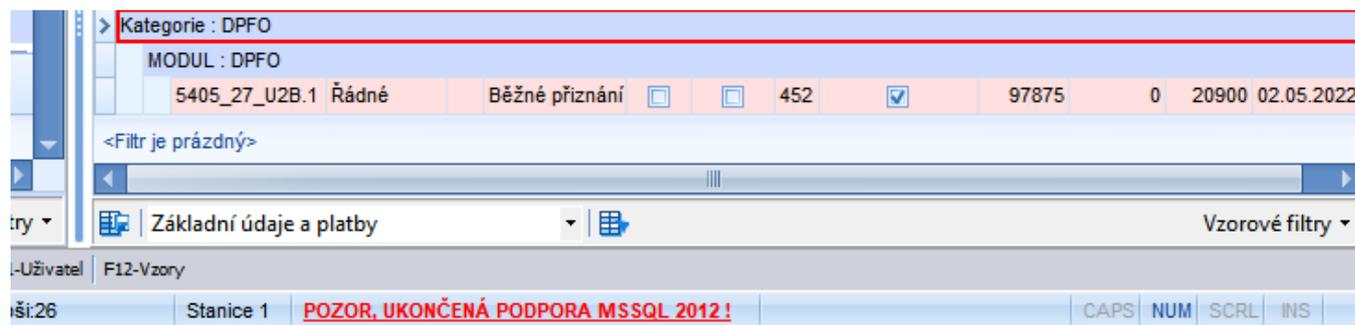 Kategorie : DPFO
MODUL : DPFO
5405_27_U2B.1 Řádné Běžné přiznání 452 97875 0 20900 02.05.2022
<Filtr je prázdný>
try Základní údaje a platby Vzorové filtry
-Uživatel F12-Vzory
ši:26 Stanice 1 POZOR, UKONČENÁ PODPORA MSSQL 2012 ! CAPS NUM SCRL INS